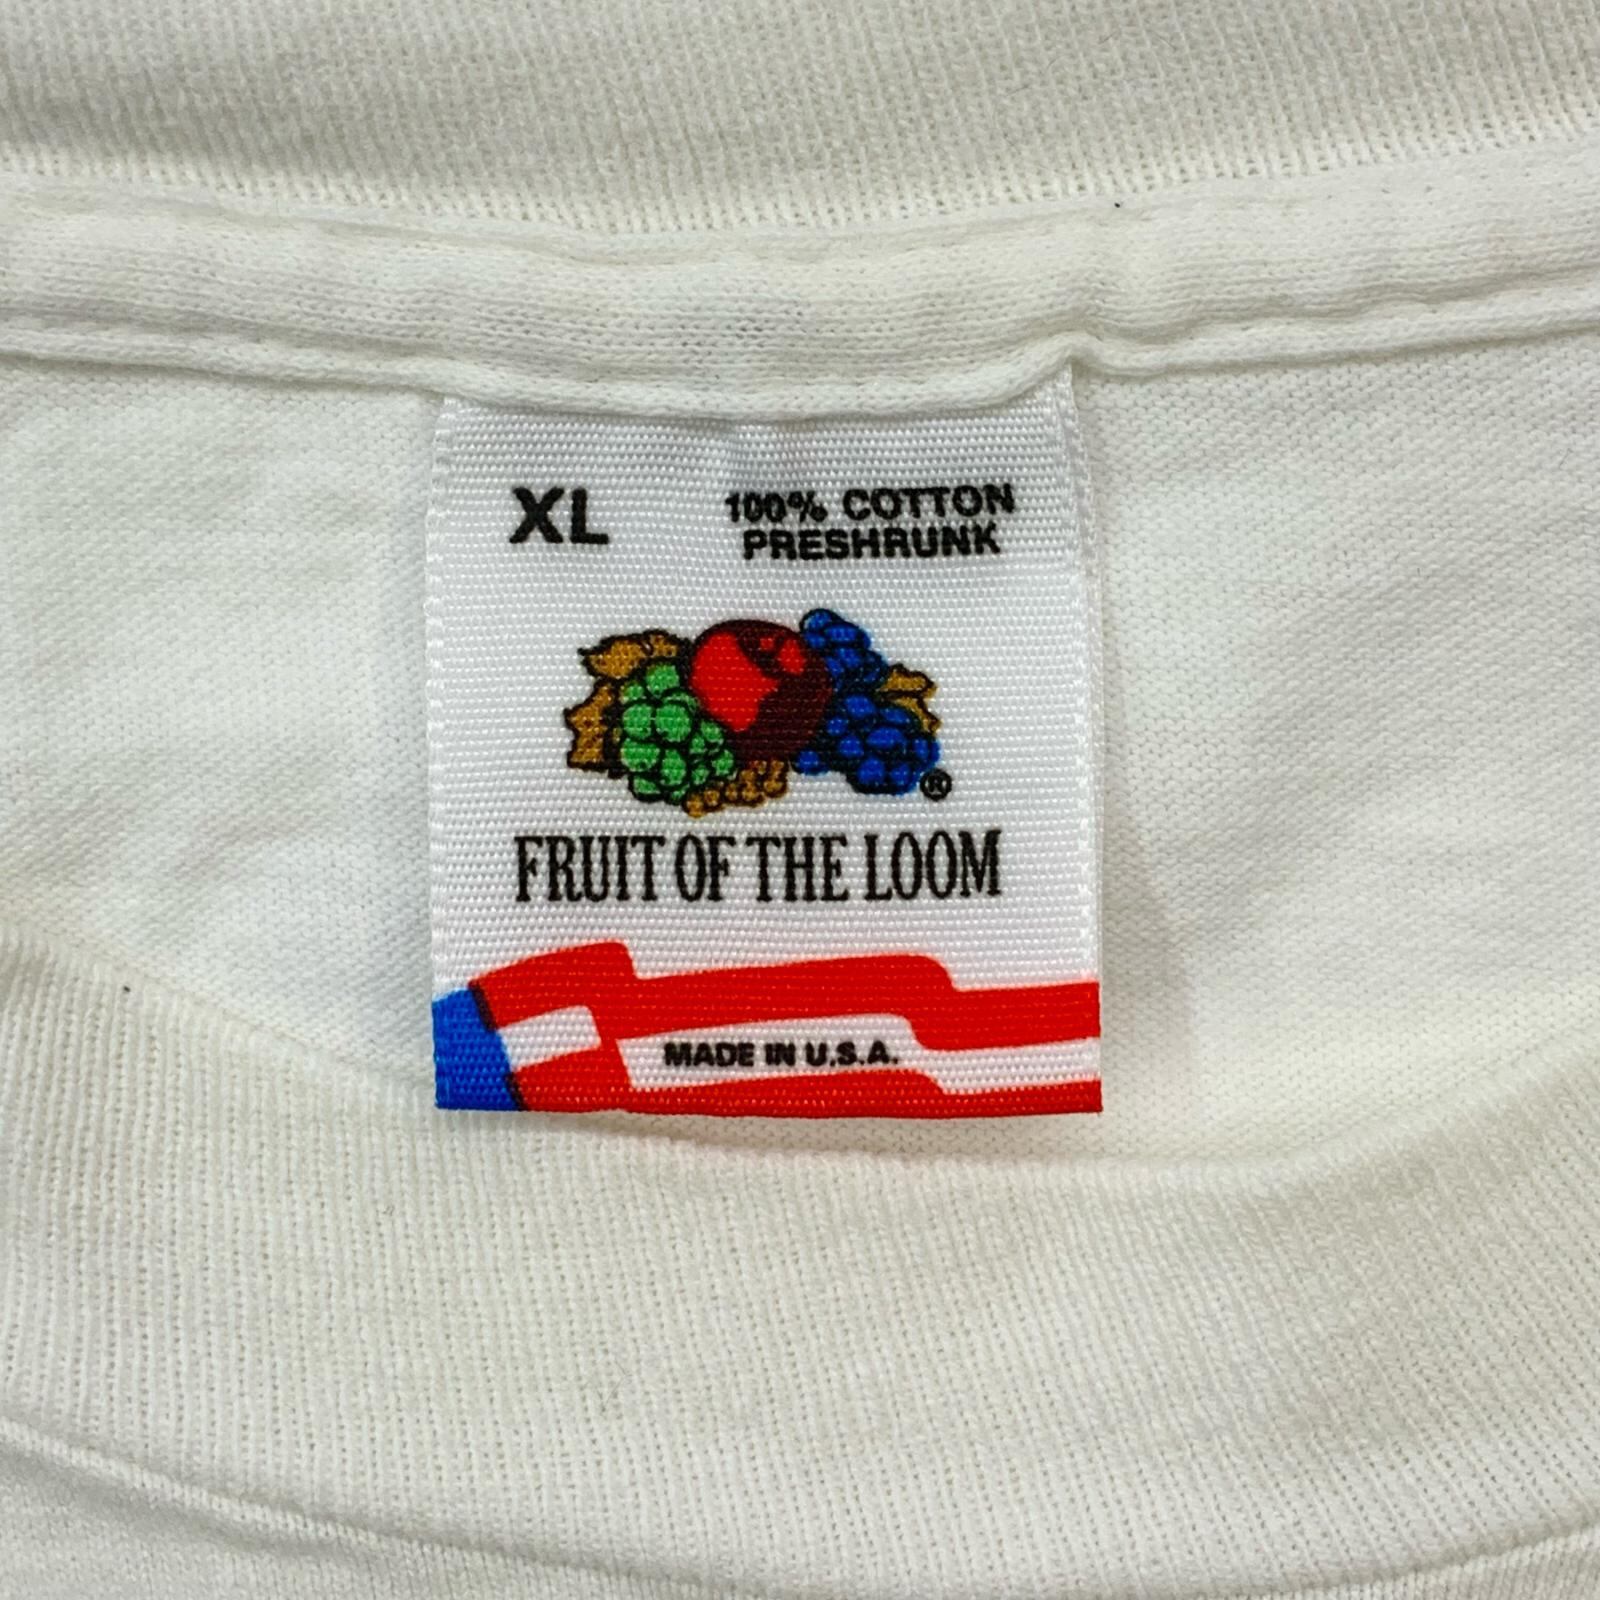 XL
100% COTTON
PRESHRUNK
®
FRUIT OF THE LOOM
MADE IN U.S.A.